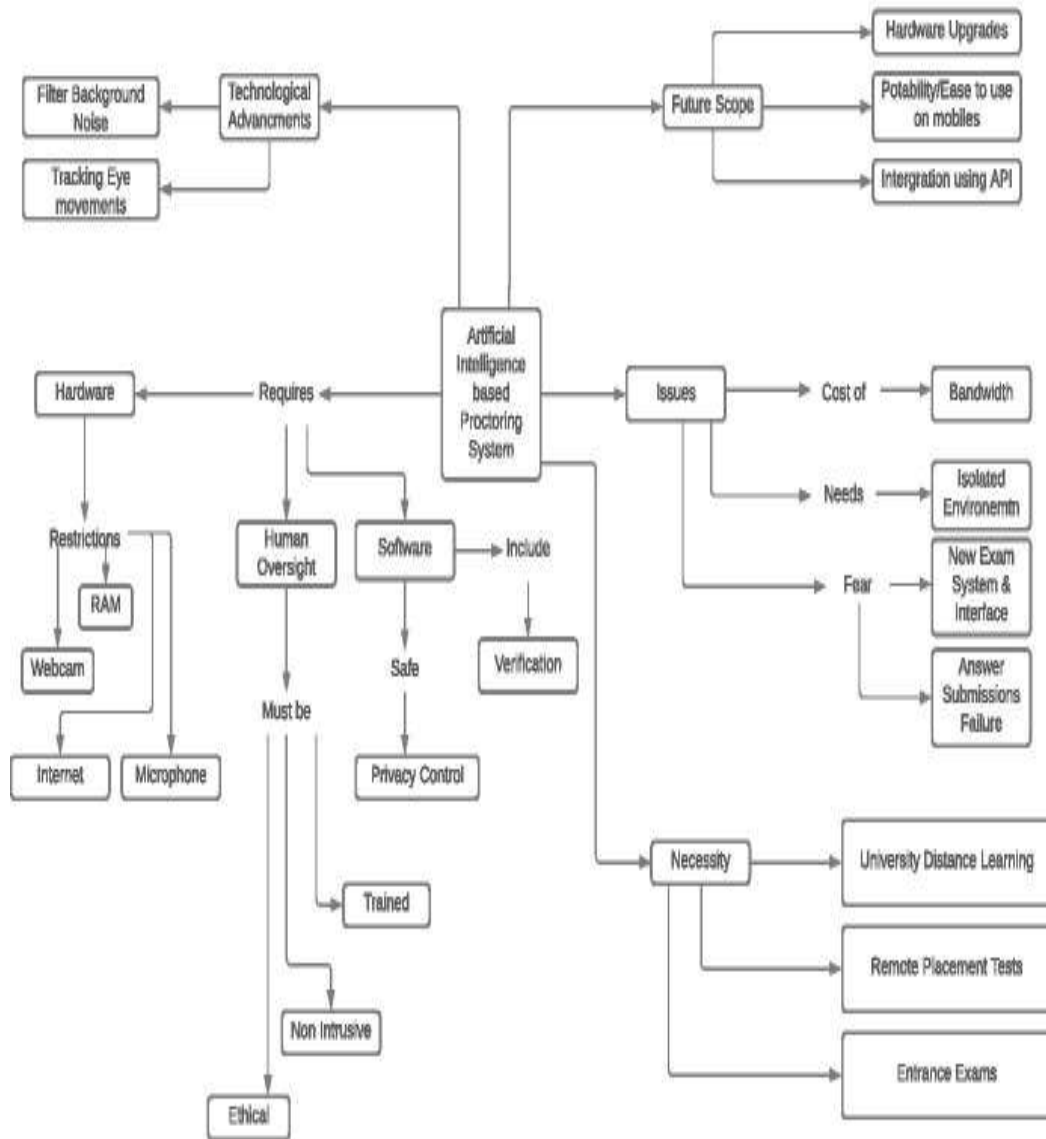 Hardware Upgrades
Filter Background
Noise
Technological
Advancments
Future Scope
Potability/Ease to use
on mobiles
Tracking Eye
movements
Intergration using API
Artificial
Intelligence
based
Proctoring
System
Hardware
Requires
Issues
Cost of
Bandwidth
Needs
Isolated
Environemtn
Restrictions
Human
Oversight
Software
Include
New Exam
System &
Interface
Fear
RAM
Webcam
Safe
Verification
Answer
Submissions
Failure
Must be
Internet
Microphone
Privacy Control
Necessity
University Distance Learning
Trained
Remote Placement Tests
Non Intrusive
Entrance Exams
Ethical